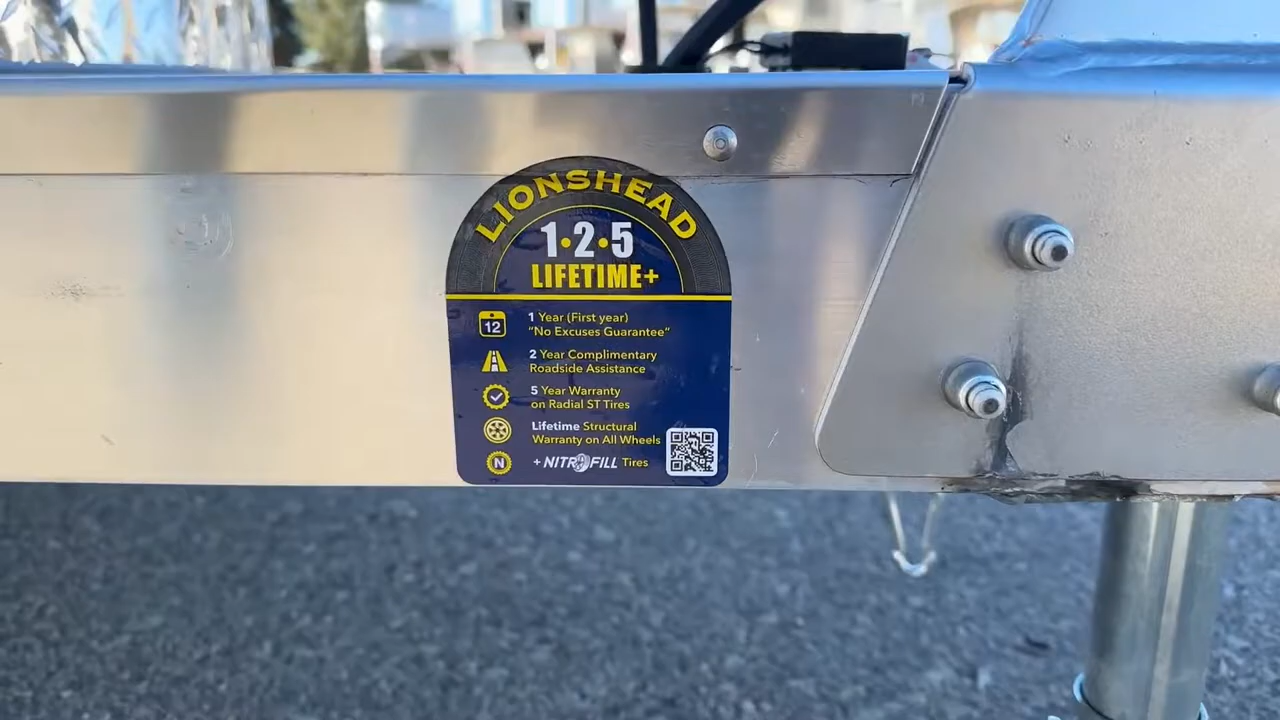 LIONSHEAD
1•2•5
LIFETIME+
12
1 Year (First year)
"No Excuses Guarantee"
2 Year Complimentary
Roadside Assistance
5 Year Warranty
on Radial ST Tires
Lifetime Structural
Warranty on All Wheels
N
+ NITROFILL Tires